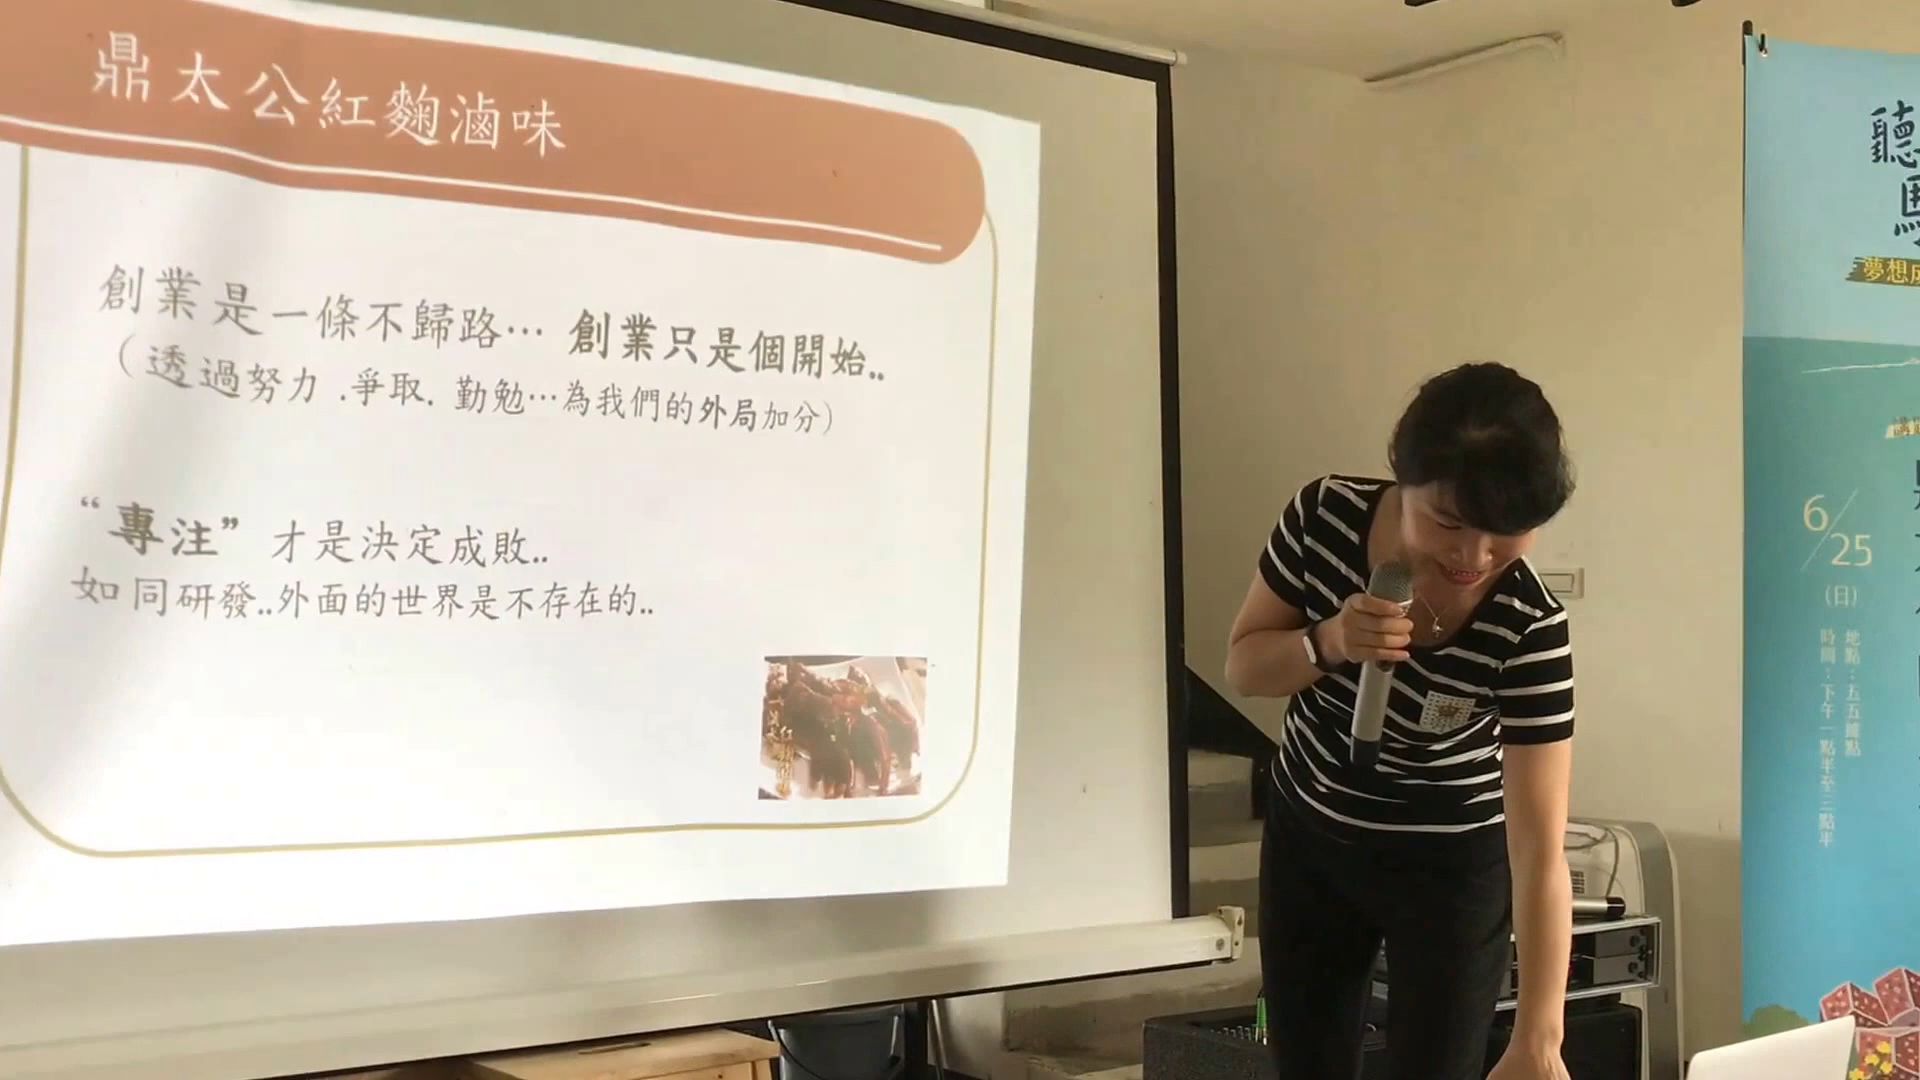 鼎太公紅麴滷味
創業是一條不歸路… 創業只是個開始..
（透過努力 .爭取. 勤勉…為我們的外局加分）
“專注” 才是決定成敗..
如同研發..外面的世界是不存在的..
聽
夢想
6/25
（日）
地點：五五據點
時間：下午一點半至三點半